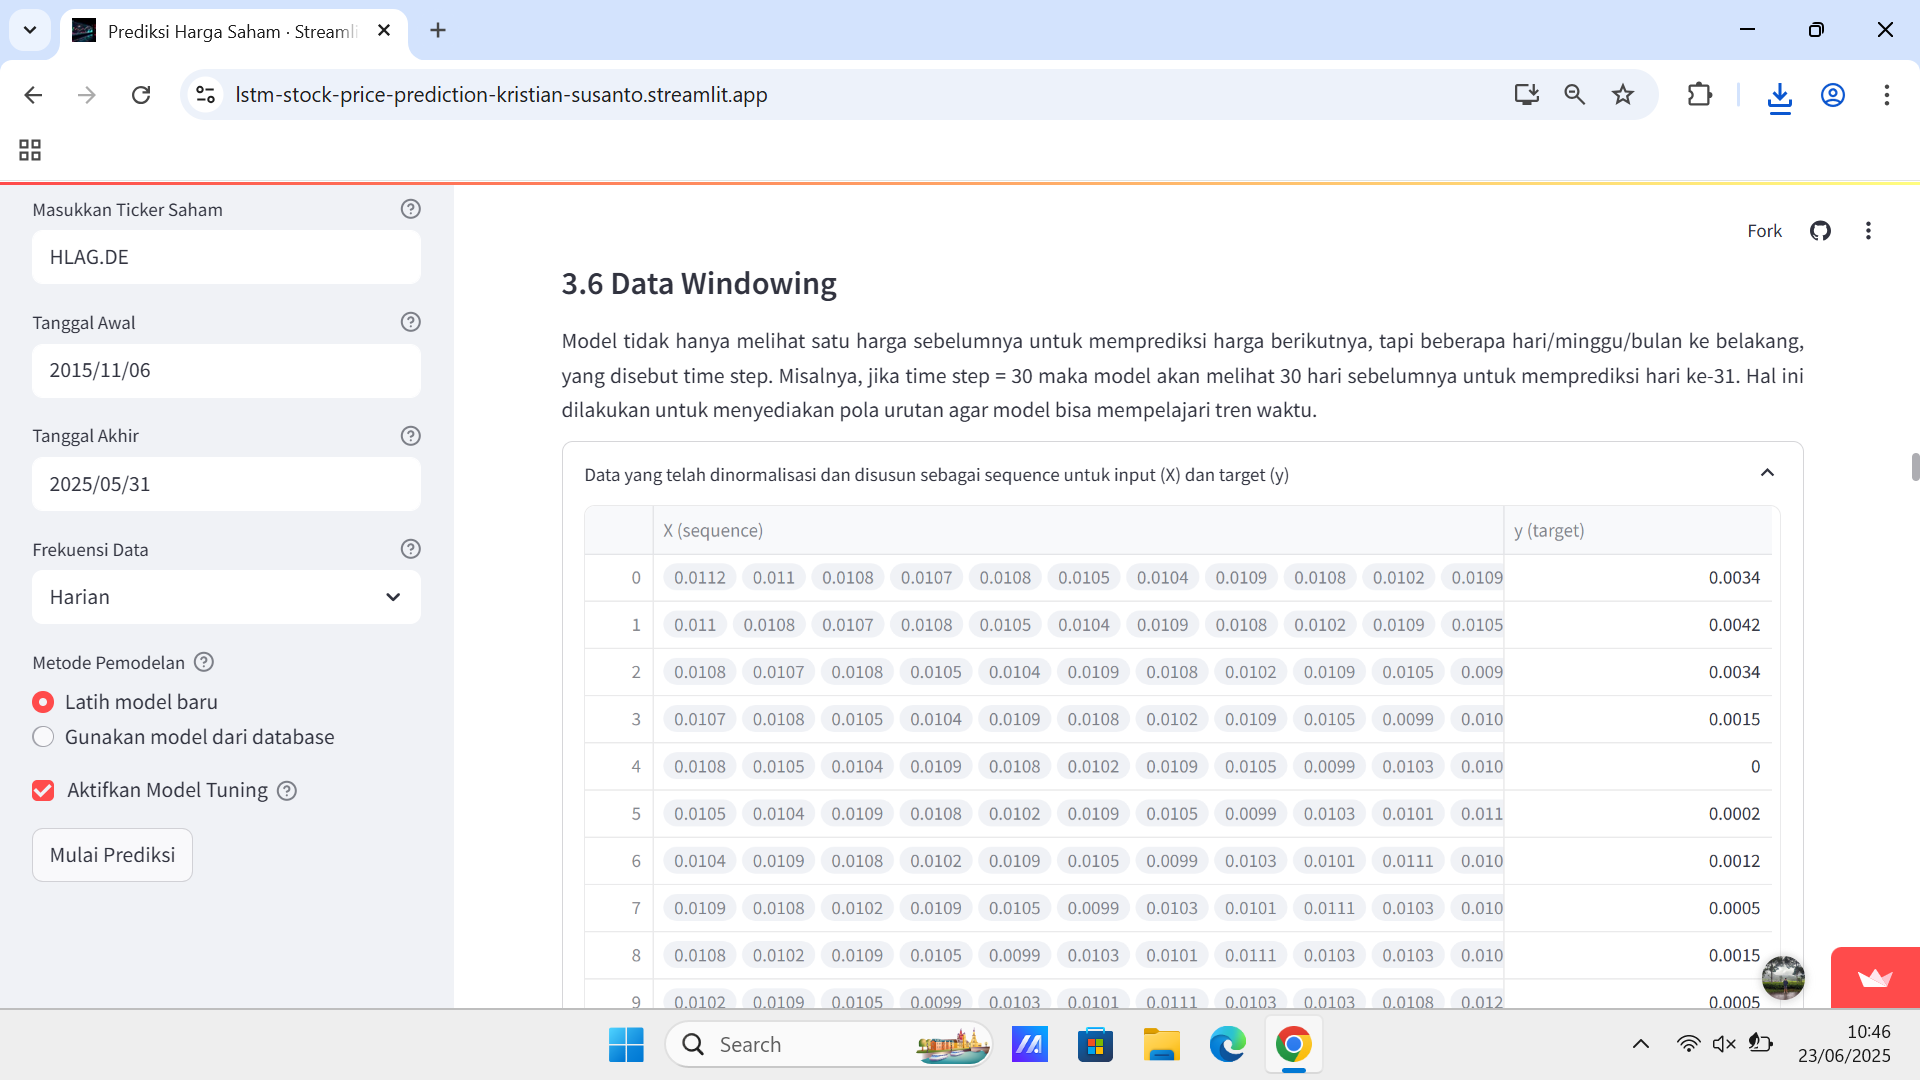 Prediksi Harga Saham · Streamli
lstm-stock-price-prediction-kristian-susanto.streamlit.app
Masukkan Ticker Saham
HLAG.DE
Tanggal Awal
2015/11/06
Tanggal Akhir
2025/05/31
Frekuensi Data
Harian
Metode Pemodelan
Latih model baru
Gunakan model dari database
Aktifkan Model Tuning
Mulai Prediksi
Fork
3.6 Data Windowing
Model tidak hanya melihat satu harga sebelumnya untuk memprediksi harga berikutnya, tapi beberapa hari/minggu/bulan ke belakang,
yang disebut time step. Misalnya, jika time step = 30 maka model akan melihat 30 hari sebelumnya untuk memprediksi hari ke-31. Hal ini
dilakukan untuk menyediakan pola urutan agar model bisa mempelajari tren waktu.
Data yang telah dinormalisasi dan disusun sebagai sequence untuk input (X) dan target (y)
X (sequence) y (target)
0 0.0112 0.011 0.0108 0.0107 0.0108 0.0105 0.0104 0.0109 0.0108 0.0102 0.0109 0.0034
1 0.011 0.0108 0.0107 0.0108 0.0105 0.0104 0.0109 0.0108 0.0102 0.0109 0.0105 0.0042
2 0.0108 0.0107 0.0108 0.0105 0.0104 0.0109 0.0108 0.0102 0.0109 0.0105 0.009 0.0034
3 0.0107 0.0108 0.0105 0.0104 0.0109 0.0108 0.0102 0.0109 0.0105 0.0099 0.010 0.0015
4 0.0108 0.0105 0.0104 0.0109 0.0108 0.0102 0.0109 0.0105 0.0099 0.0103 0.010 0
5 0.0105 0.0104 0.0109 0.0108 0.0102 0.0109 0.0105 0.0099 0.0103 0.0101 0.011 0.0002
6 0.0104 0.0109 0.0108 0.0102 0.0109 0.0105 0.0099 0.0103 0.0101 0.0111 0.010 0.0012
7 0.0109 0.0108 0.0102 0.0109 0.0105 0.0099 0.0103 0.0101 0.0111 0.0103 0.010 0.0005
8 0.0108 0.0102 0.0109 0.0105 0.0099 0.0103 0.0101 0.0111 0.0103 0.0103 0.010 0.0015
9 0.0102 0.0109 0.0105 0.0099 0.0103 0.0101 0.0111 0.0103 0.0103 0.0108 0.012 0.0005
Search
10:46
23/06/2025